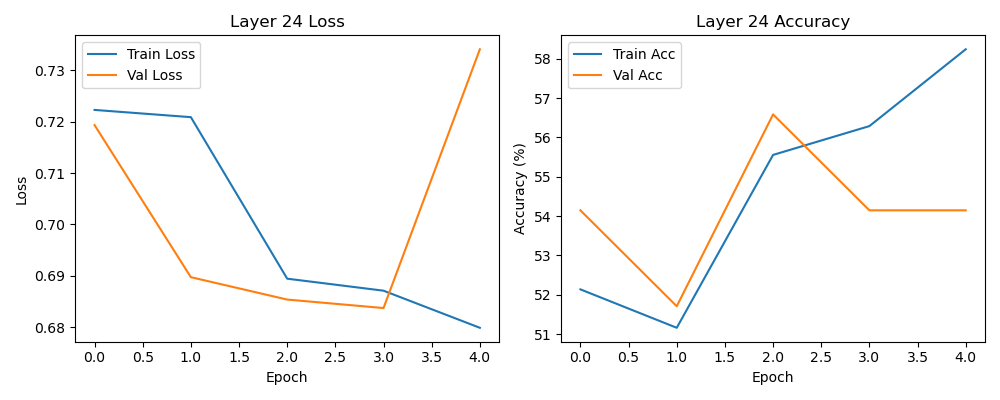 Layer 24 Loss
Train Loss
Val Loss
0.73
0.72
0.71
0.70
0.69
0.68
Loss
0.0 0.5 1.0 1.5 2.0 2.5 3.0 3.5 4.0
Epoch
Layer 24 Accuracy
Train Acc
Val Acc
58
57
56
55
54
53
52
51
Accuracy (%)
0.0 0.5 1.0 1.5 2.0 2.5 3.0 3.5 4.0
Epoch